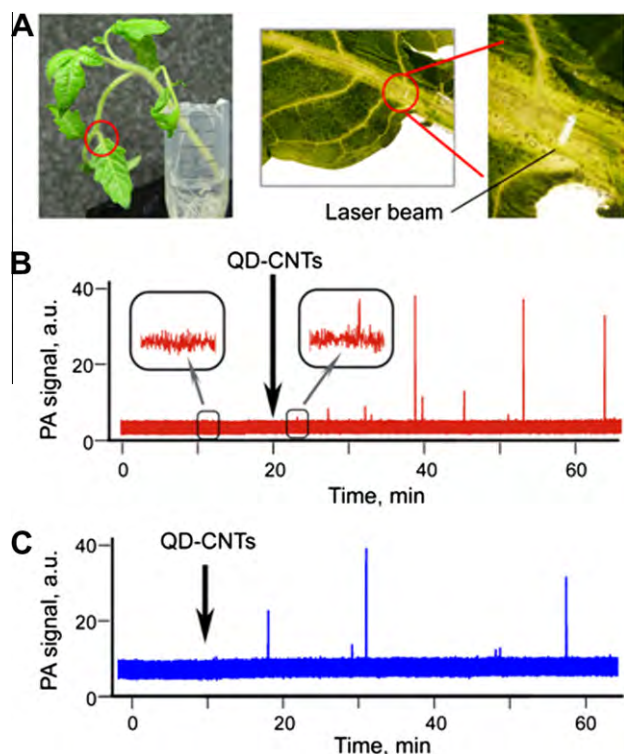 A
Laser beam
B
QD-CNTs
40
20
0
PA signal, a.u.
0 20 40 60
Time, min
C
QD-CNTs
40
20
0
PA signal, a.u.
0 20 40 60
Time, min